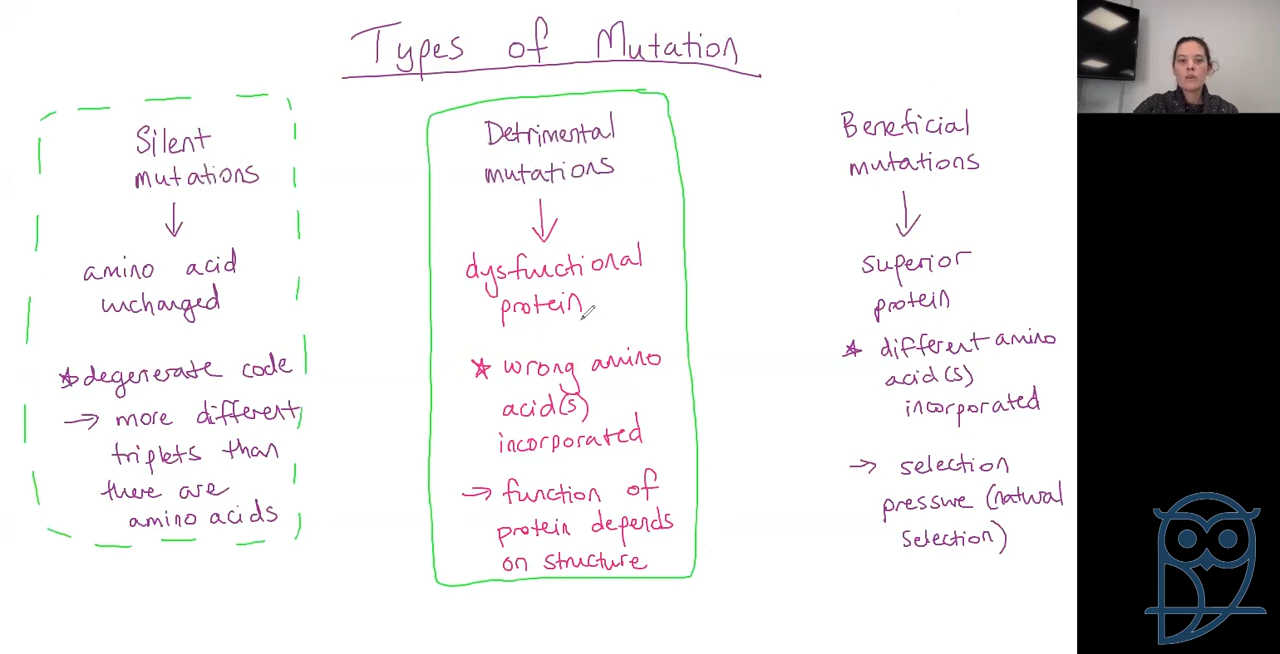 Types of Mutation
Silent
mutations
↓
amino acid
unchanged
* degenerate code
→ more different
triplets than
there are
amino acids
Detrimental
mutations
↓
dysfunctional
protein
* wrong amino
acid(s)
incorporated
→ function of
protein depends
on structure
Beneficial
mutations
↓
superior
protein
* different amino
acid(s)
incorporated
→ selection
pressure (natural
selection)